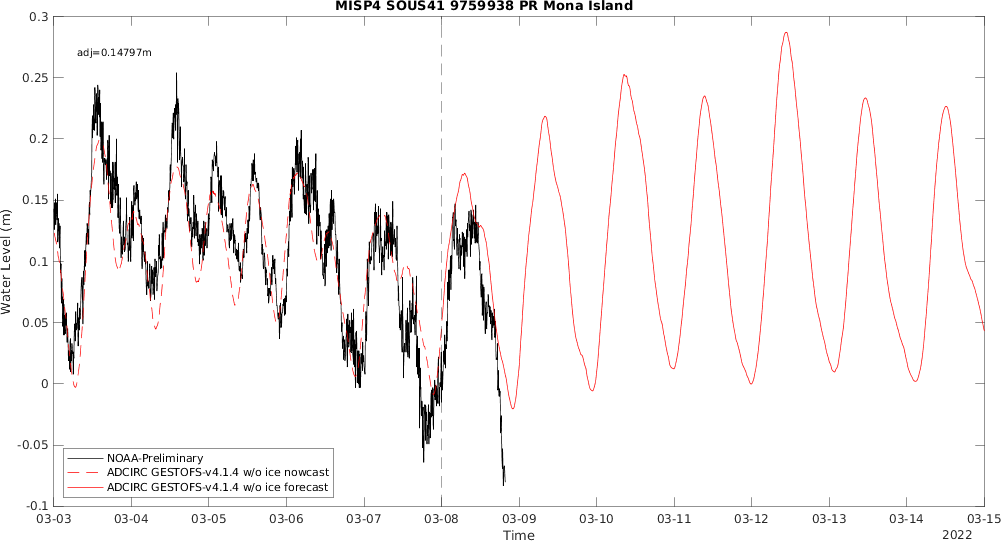 MISP4 SOUS41 9759938 PR Mona Island
adj=0.14797m
0.3
0.25
0.2
0.15
0.1
0.05
0
-0.05
-0.1
Water Level (m)
NOAA-Preliminary
ADCIRC GESTOFS-v4.1.4 w/o ice nowcast
ADCIRC GESTOFS-v4.1.4 w/o ice forecast
03-03 03-04 03-05 03-06 03-07 03-08 03-09 03-10 03-11 03-12 03-13 03-14 03-15
Time
2022